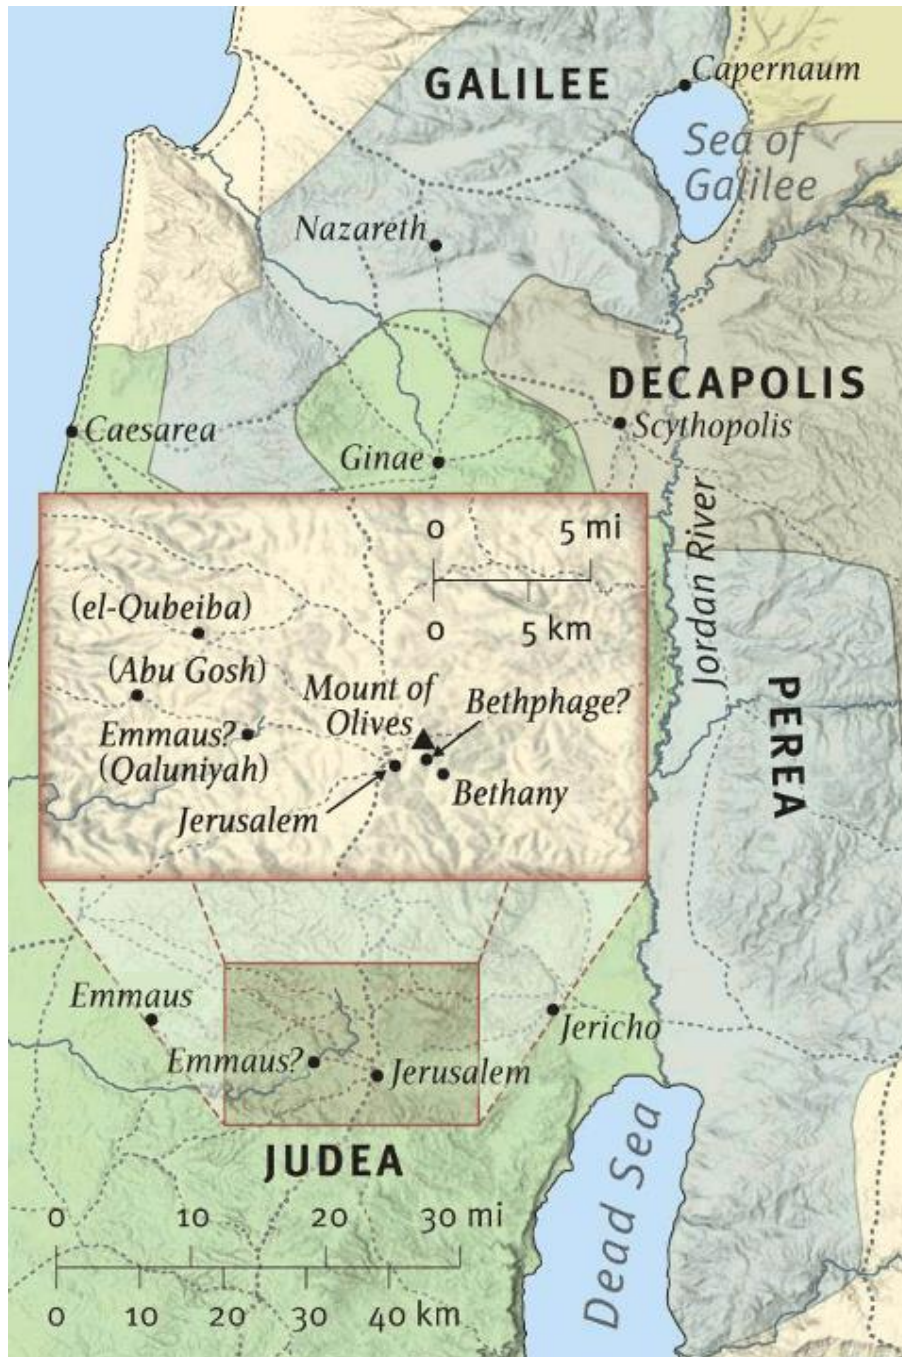 GALILEE
Capernaum
Sea of
Galilee
Nazareth
DECAPOLIS
Caesarea
Scythopolis
Ginae
Jordan River
0 5 mi
0 5 km
(el-Qubeiba)
(Abu Gosh)
Mount of
Olives
Bethphage?
Emmaus?
(Qaluniyah)
Bethany
Jerusalem
PEREA
Emmaus
Jericho
Emmaus?
Jerusalem
JUDEA
Dead Sea
0 10 20 30 mi
0 10 20 30 40 km